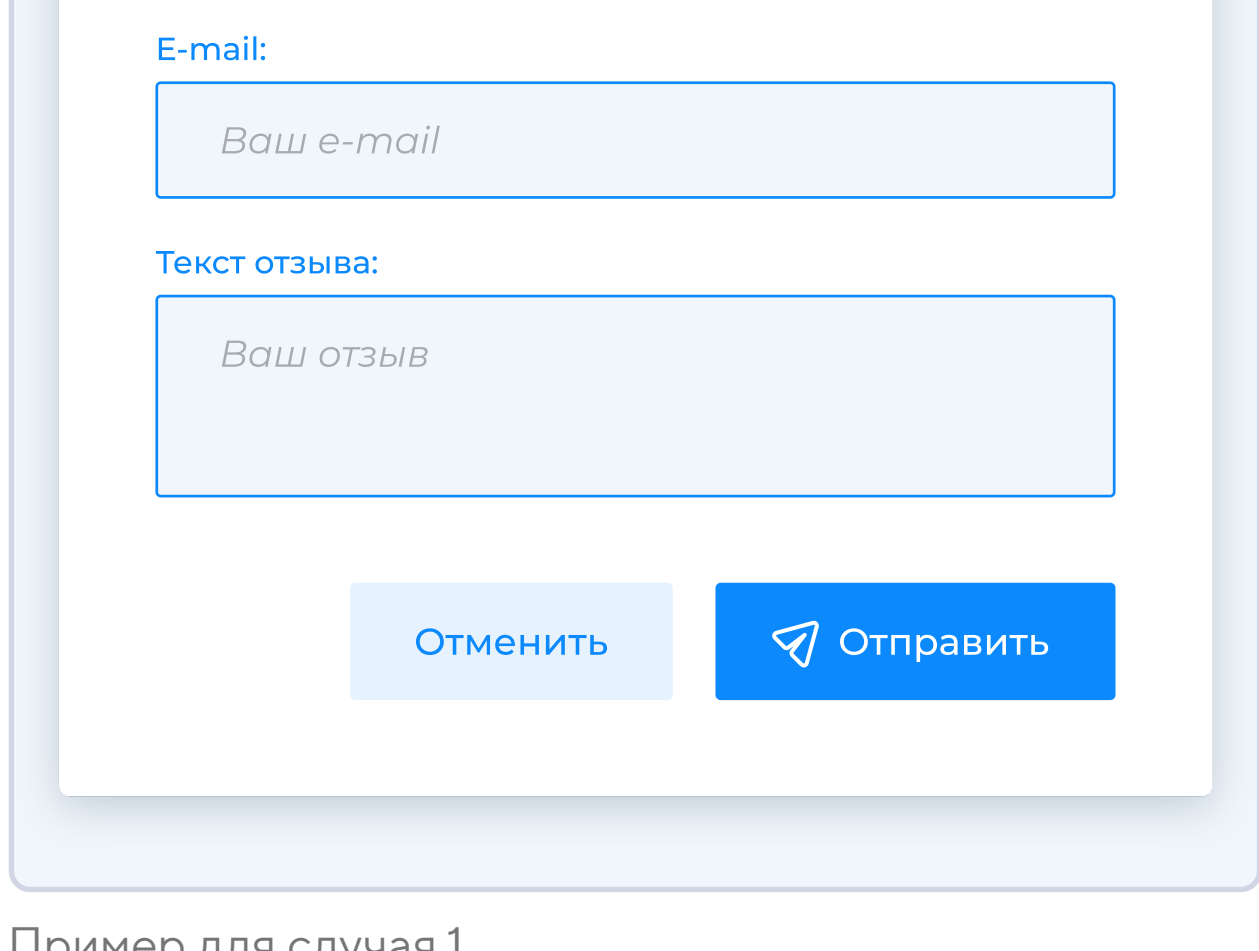 E-mail:
Ваш e-mail
Текст отзыва:
Ваш отзыв
Отменить Отправить
Пример для случая 1